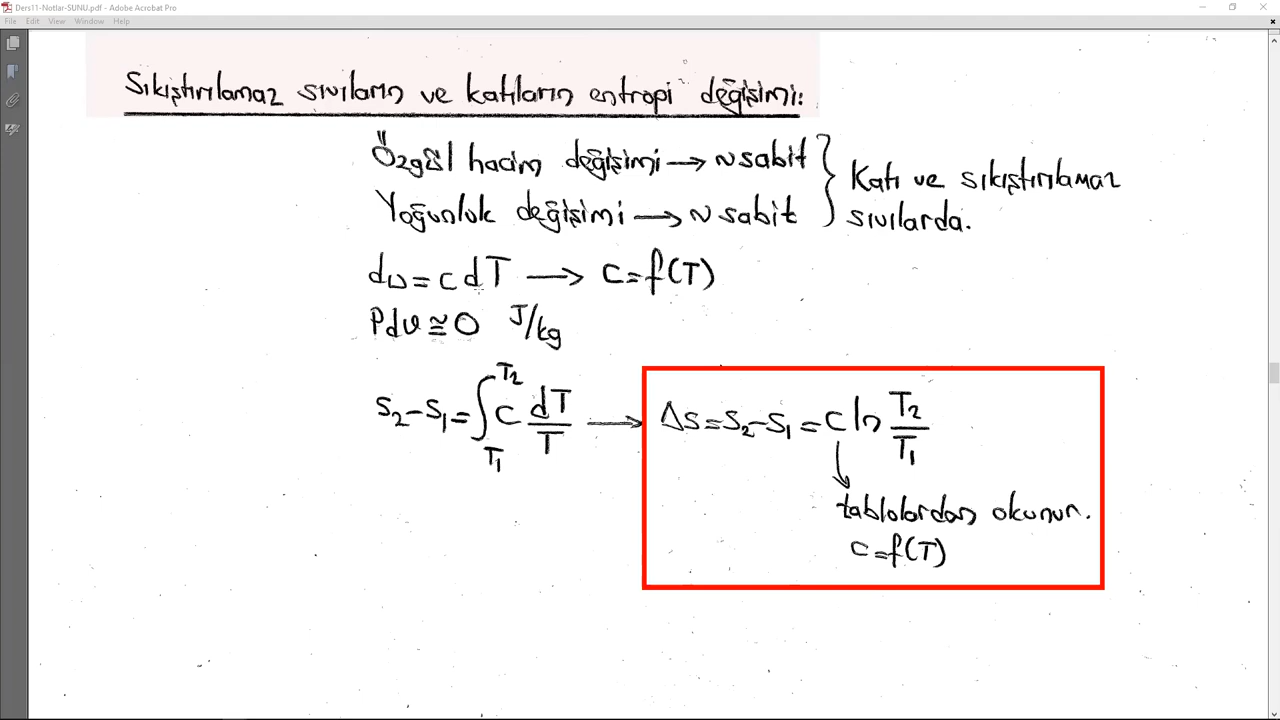 Ders11-Notlar-SUNU.pdf - Adobe Acrobat Pro
File Edit View Window Help
Sıkıştırılamaz sıvıların ve katıların entropi değişimi:
Özgül hacim değişimi → ~ sabit
Yoğunluk değişimi → ~ sabit
Katı ve sıkıştırılamaz
sıvılarda.
du = c dT → c = f(T)
Pdv ≅ 0 J/kg
s₂ - s₁ = ∫_{T₁}^{T₂} c dT/T → Δs = s₂ - s₁ = c ln T₂/T₁
tablolardan okunur.
c = f(T)